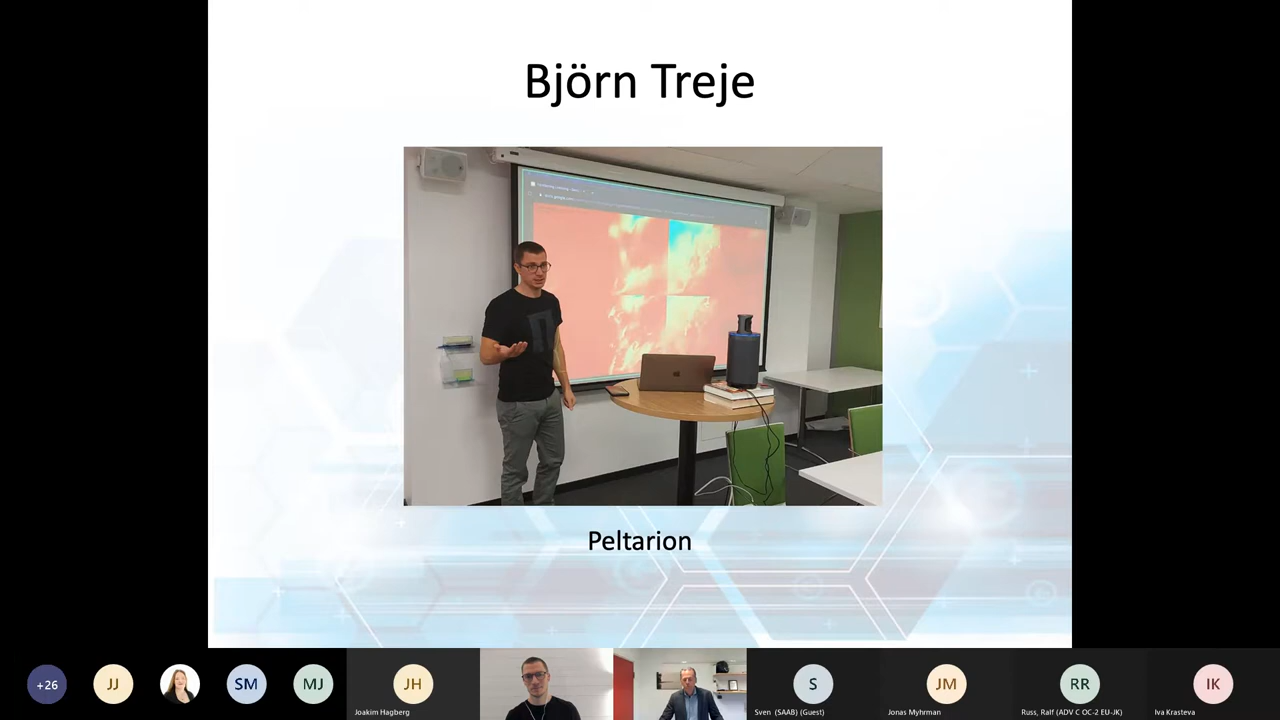 Björn Treje
Peltarion
+26
JJ
SM
MJ
JH
Joakim Hagberg
S
Sven (SAAB) (Guest)
JM
Jonas Myhrman
RR
Russ, Ralf (ADV C OC-2 EU-JK)
IK
Iva Krasteva